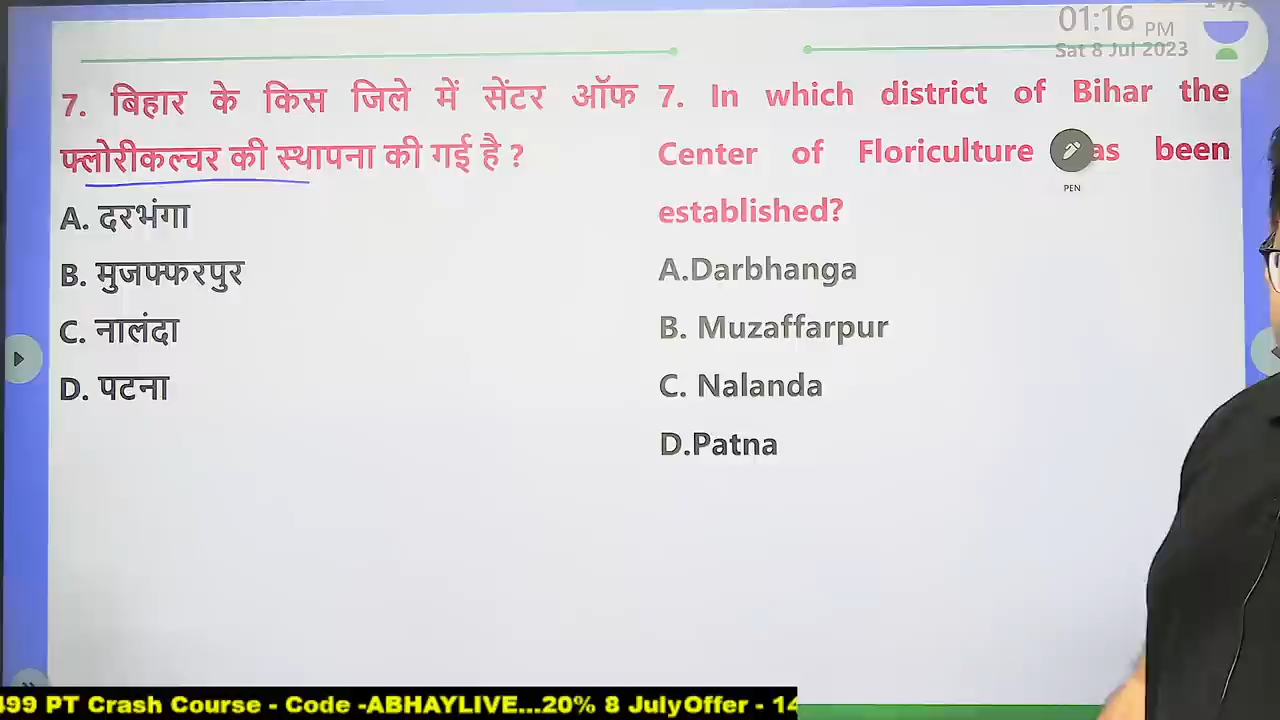 01:16 PM
Sat 8 Jul 2023
7. बिहार के किस जिले में सेंटर ऑफ
फ्लोरीकल्चर की स्थापना की गई है ?
A. दरभंगा
B. मुजफ्फरपुर
C. नालंदा
D. पटना
7. In which district of Bihar the
Center of Floriculture as been
established?
PEN
A.Darbhanga
B. Muzaffarpur
C. Nalanda
D.Patna
499 PT Crash Course - Code -ABHAYLIVE...20% 8 JulyOffer - 14